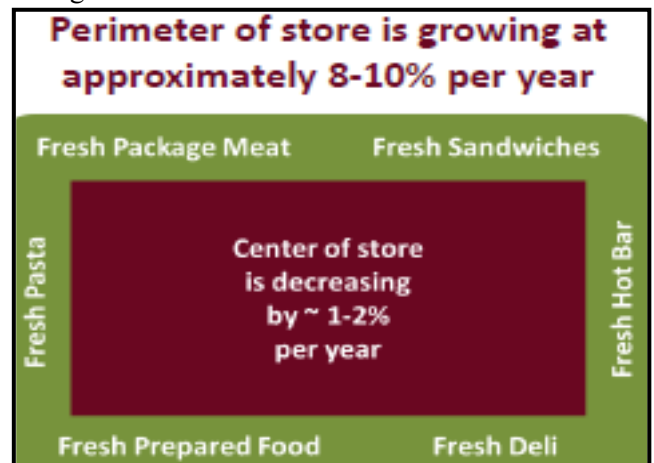 Perimeter of store is growing at
approximately 8-10% per year
Fresh Package Meat
Fresh Sandwiches
Fresh Pasta
Center of store
is decreasing
by ~ 1-2%
per year
Fresh Hot Bar
Fresh Prepared Food
Fresh Deli